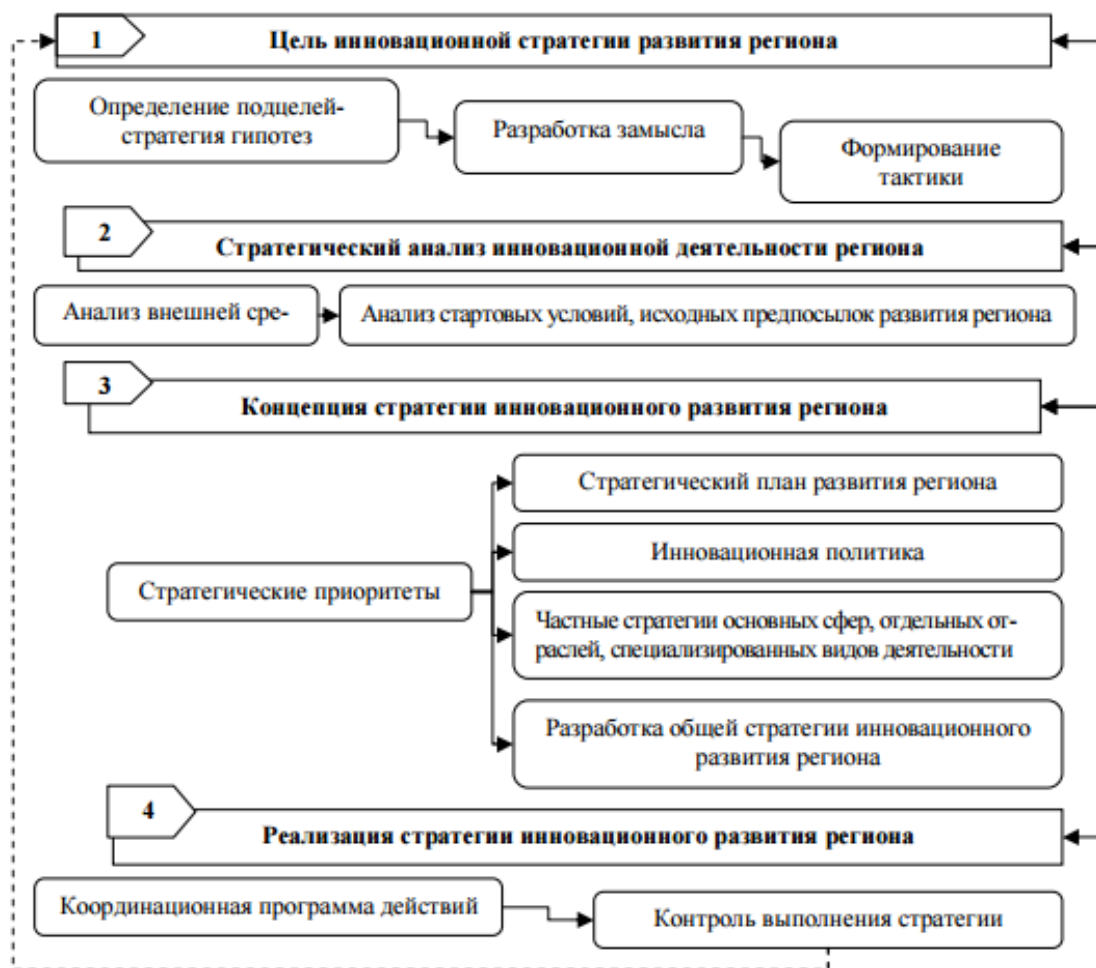 1
Цель инновационной стратегии развития региона
Определение подцелей-
стратегия гипотез
Разработка замысла
Формирование
тактики
2
Стратегический анализ инновационной деятельности региона
Анализ внешней сре-
Анализ стартовых условий, исходных предпосылок развития региона
3
Концепция стратегии инновационного развития региона
Стратегический план развития региона
Инновационная политика
Стратегические приоритеты
Частные стратегии основных сфер, отдельных от-
раслей, специализированных видов деятельности
Разработка общей стратегии инновационного
развития региона
4
Реализация стратегии инновационного развития региона
Координационная программа действий
Контроль выполнения стратегии